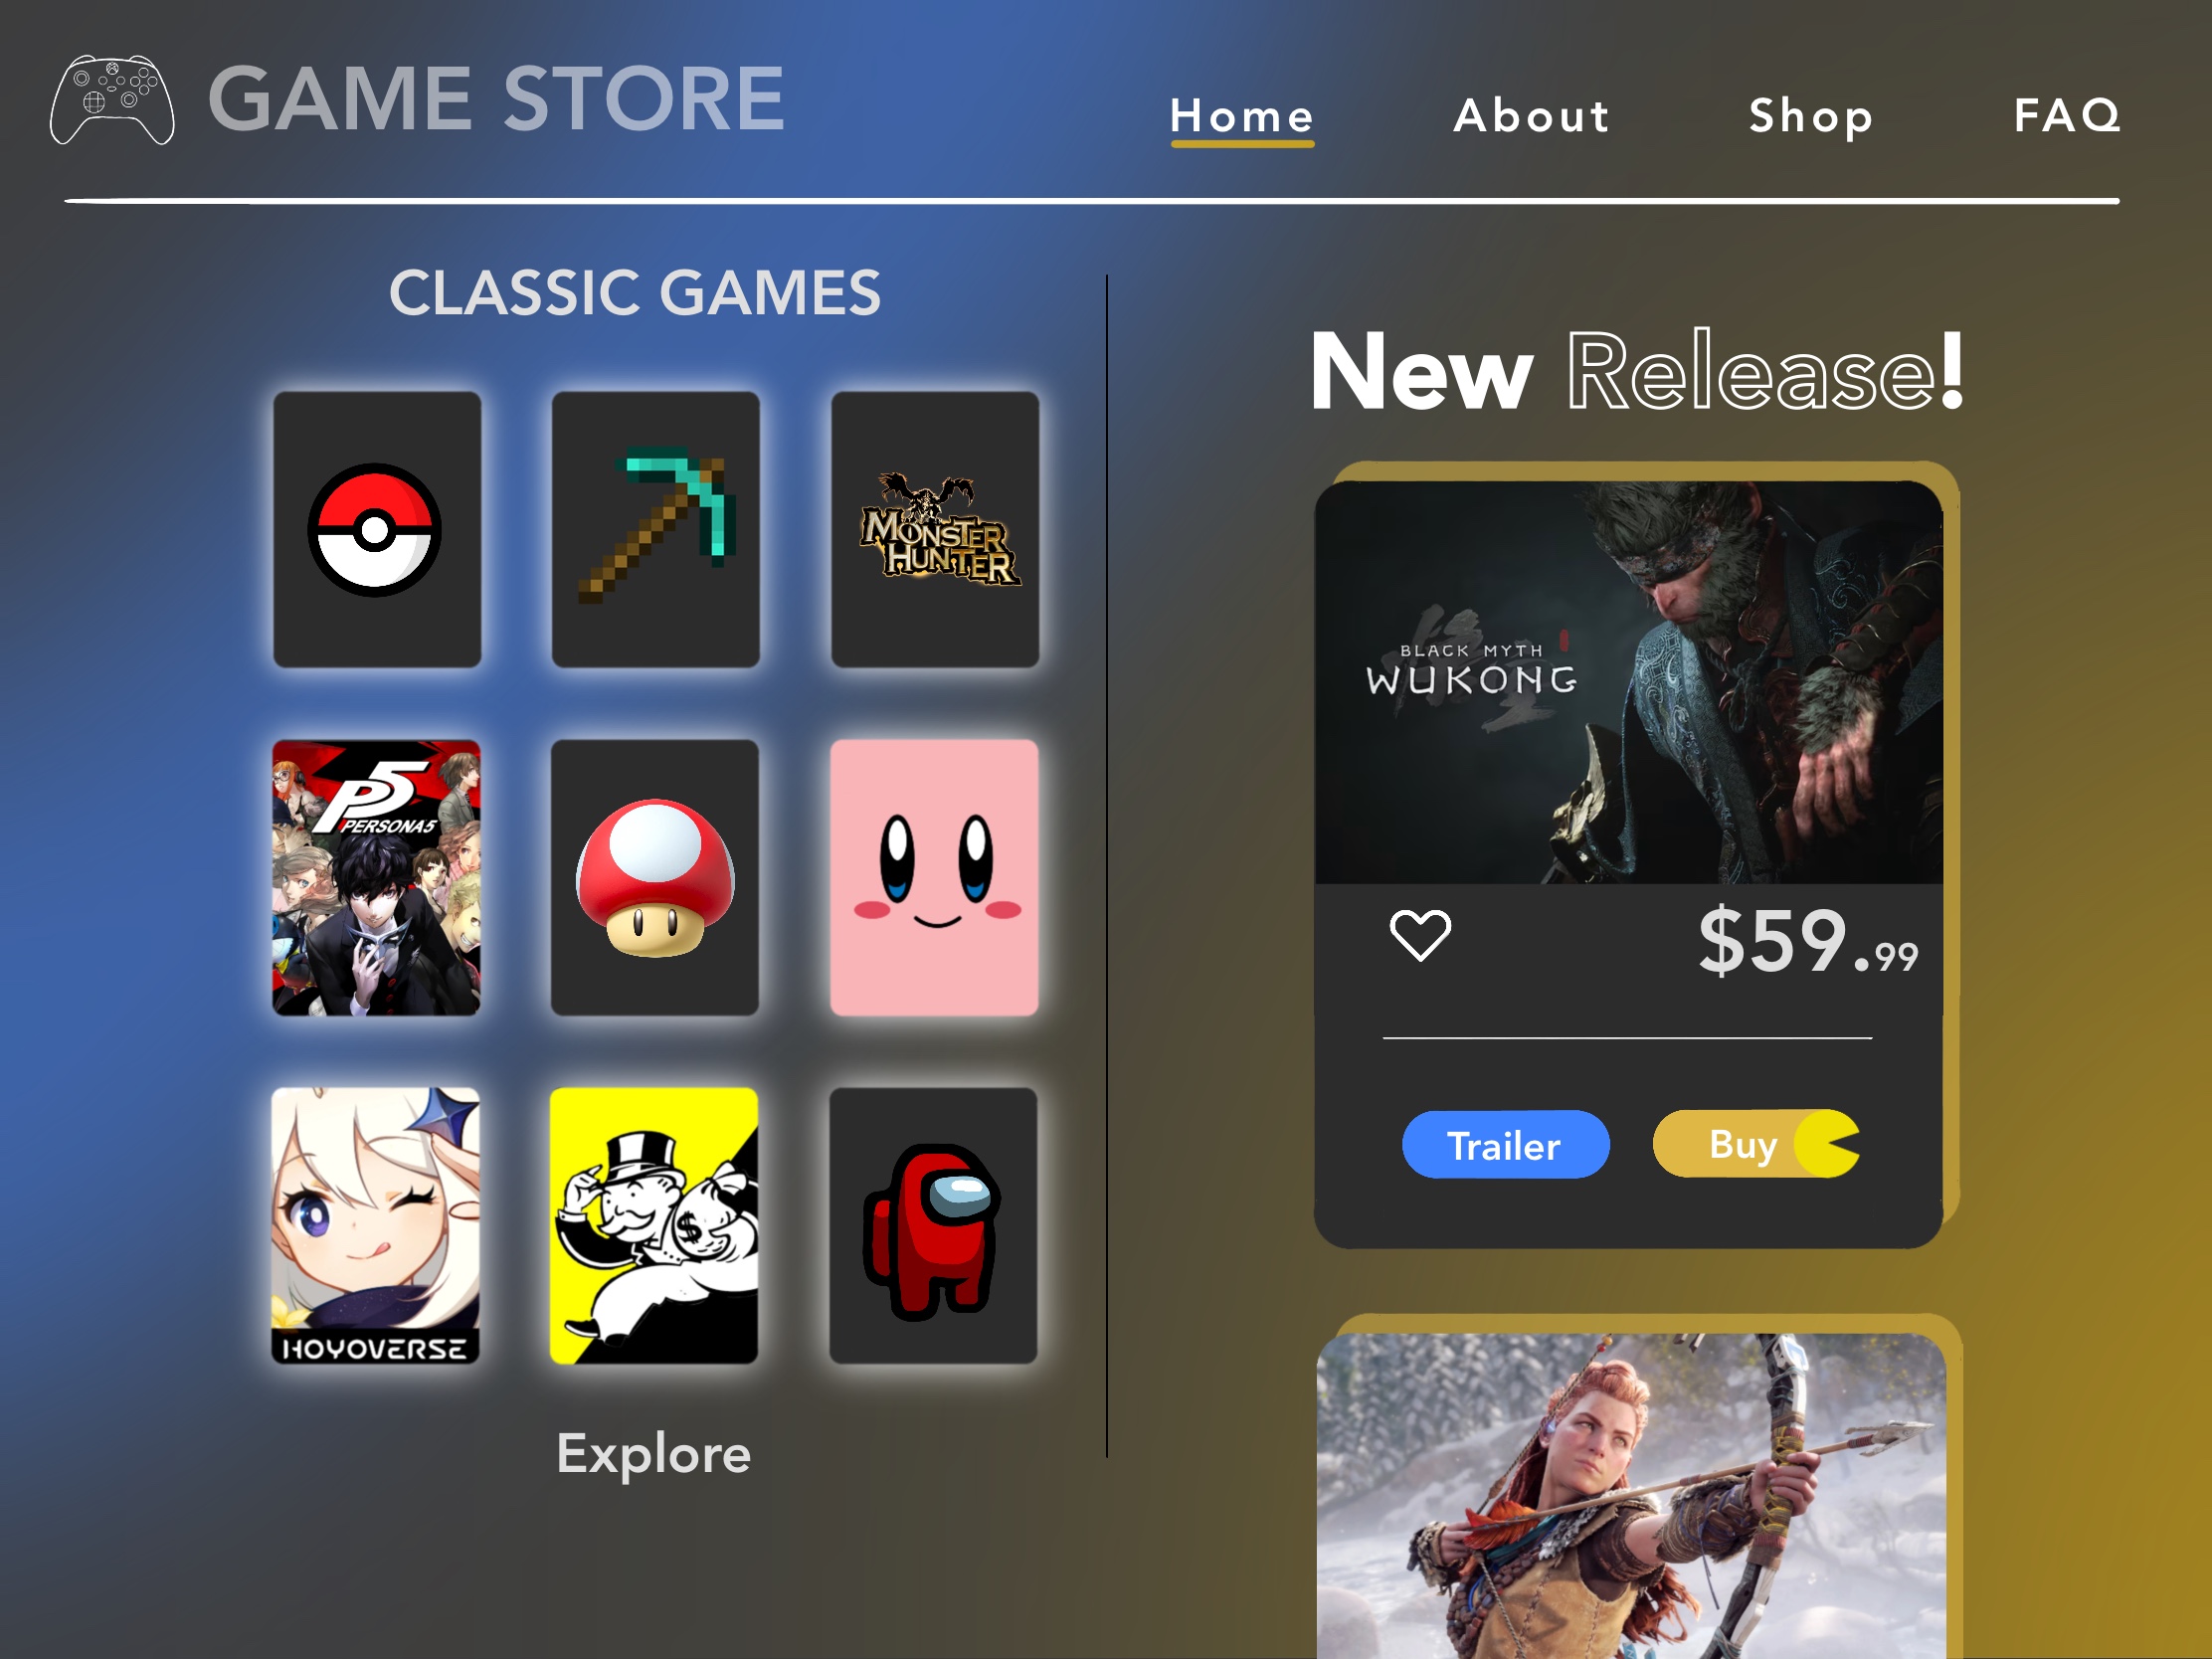 GAME STORE
Home
About
Shop
FAQ
CLASSIC GAMES
MONSTER
HUNTER
P5
PERSONA5
$
HOYOVERSE
Explore
New Release!
BLACK MYTH
WUKONG
$59.99
Trailer
Buy